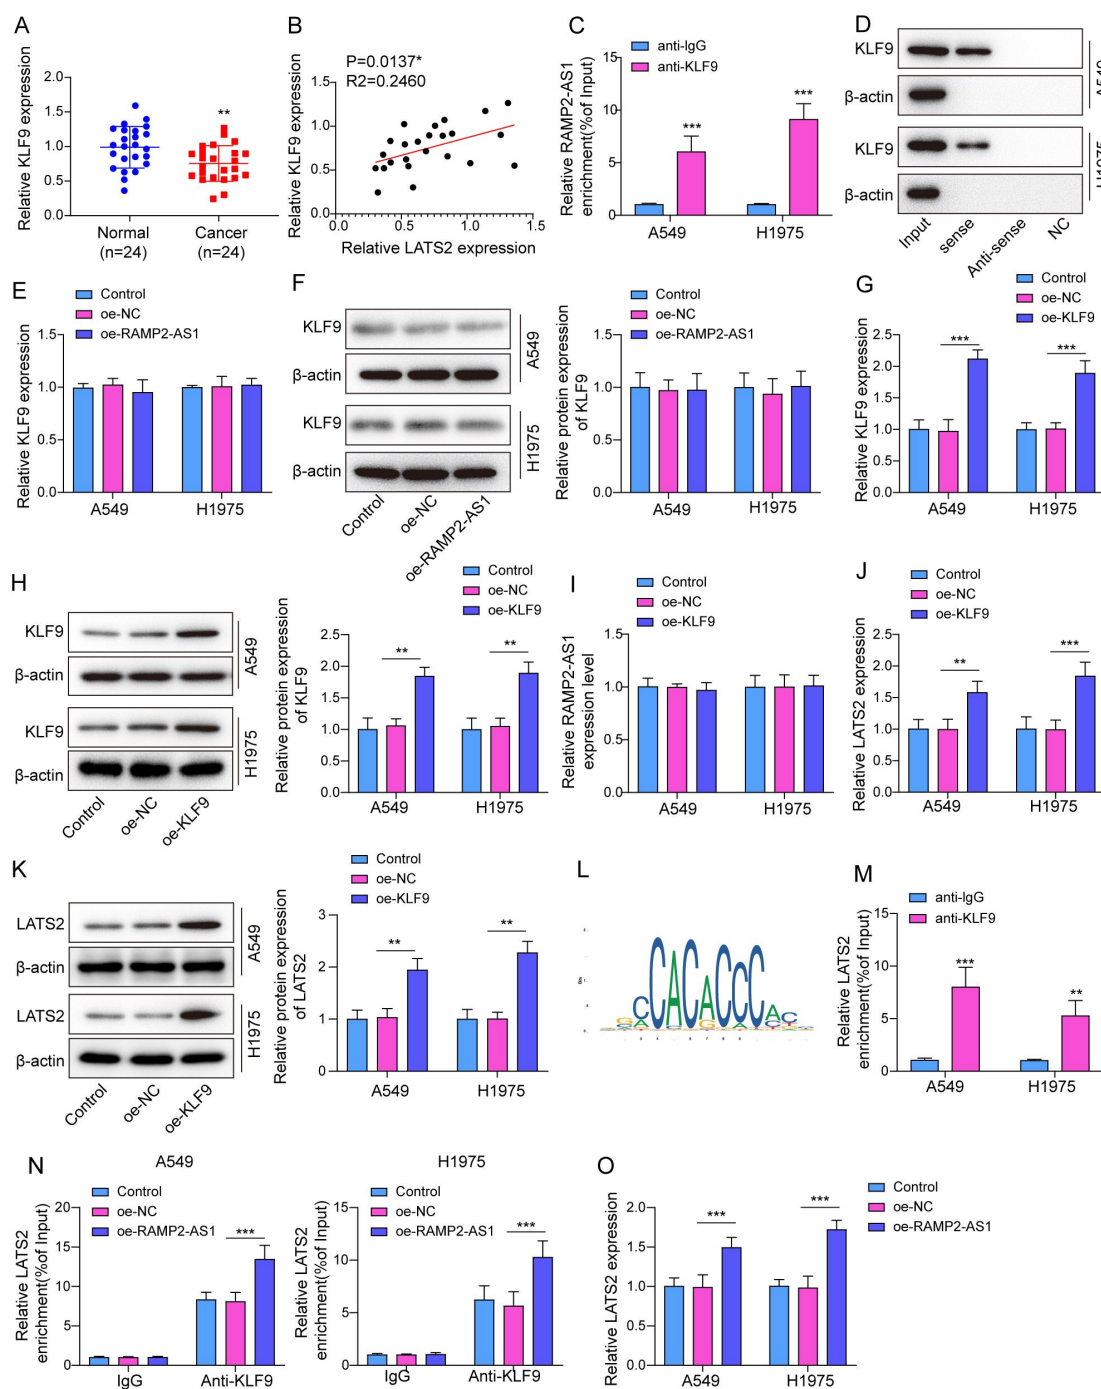 A
Relative KLF9 expression
2.0
1.5
1.0
0.5
0.0
**
Normal
(n=24)
Cancer
(n=24)
B
Relative KLF9 expression
P=0.0137*
R2=0.2460
1.5
1.0
0.5
0.0
0.0
0.5
1.0
1.5
Relative LATS2 expression
C
anti-IgG
anti-KLF9
Relative RAMP2-AS1
enrichment(%of Input)
15
10
5
0
***
***
A549
H1975
D
KLF9
β-actin
KLF9
β-actin
A549
H1975
Input
sense
Anti-sense
NC
E
Control
oe-NC
oe-RAMP2-AS1
Relative KLF9 expression
1.5
1.0
0.5
0.0
A549
H1975
F
KLF9
β-actin
KLF9
β-actin
A549
H1975
Control
oe-NC
oe-RAMP2-AS1
Control
oe-NC
oe-RAMP2-AS1
Relative protein expression
of KLF9
1.5
1.0
0.5
0.0
A549
H1975
G
Control
oe-NC
oe-KLF9
Relative KLF9 expression
2.5
2.0
1.5
1.0
0.5
0.0
***
***
A549
H1975
H
KLF9
β-actin
KLF9
β-actin
A549
H1975
Control
oe-NC
oe-KLF9
Control
oe-NC
oe-KLF9
Relative protein expression
of KLF9
2.5
2.0
1.5
1.0
0.5
0.0
**
**
A549
H1975
I
Control
oe-NC
oe-KLF9
Relative RAMP2-AS1
expression level
1.5
1.0
0.5
0.0
A549
H1975
J
Control
oe-NC
oe-KLF9
Relative LATS2 expression
2.5
2.0
1.5
1.0
0.5
0.0
**
***
A549
H1975
K
LATS2
β-actin
LATS2
β-actin
A549
H1975
Control
oe-NC
oe-KLF9
Control
oe-NC
oe-KLF9
Relative protein expression
of LATS2
3
2
1
0
**
**
A549
H1975
L
CACACCC
M
anti-IgG
anti-KLF9
Relative LATS2
enrichment(%of Input)
15
10
5
0
***
**
A549
H1975
N
A549
Control
oe-NC
oe-RAMP2-AS1
Relative LATS2
enrichment(%of Input)
20
15
10
5
0
***
IgG
Anti-KLF9
H1975
Control
oe-NC
oe-RAMP2-AS1
Relative LATS2
enrichment(%of Input)
15
10
5
0
***
IgG
Anti-KLF9
O
Control
oe-NC
oe-RAMP2-AS1
Relative LATS2 expression
2.0
1.5
1.0
0.5
0.0
***
***
A549
H1975